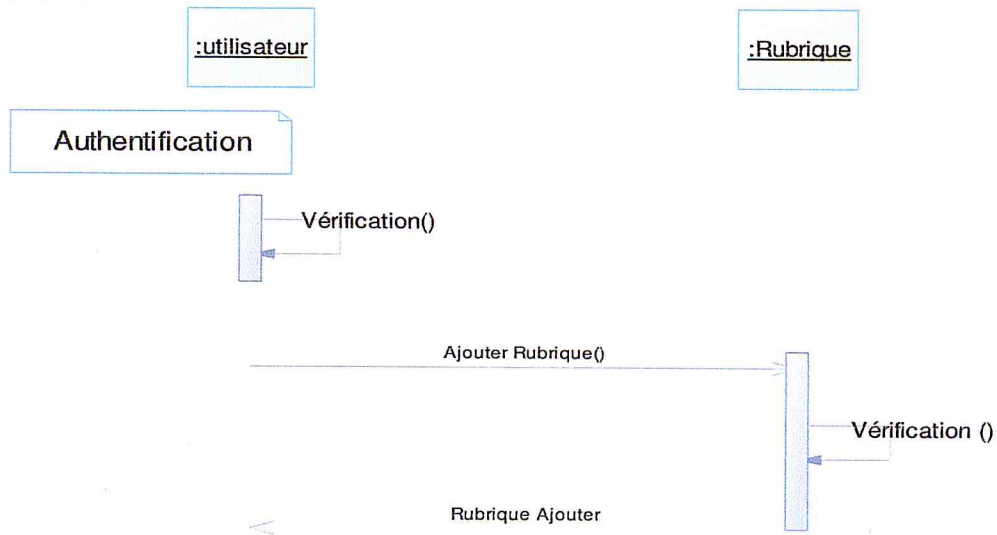 :utilisateur
:Rubrique
Authentification
Vérification()
Ajouter Rubrique()
Vérification ()
Rubrique Ajouter